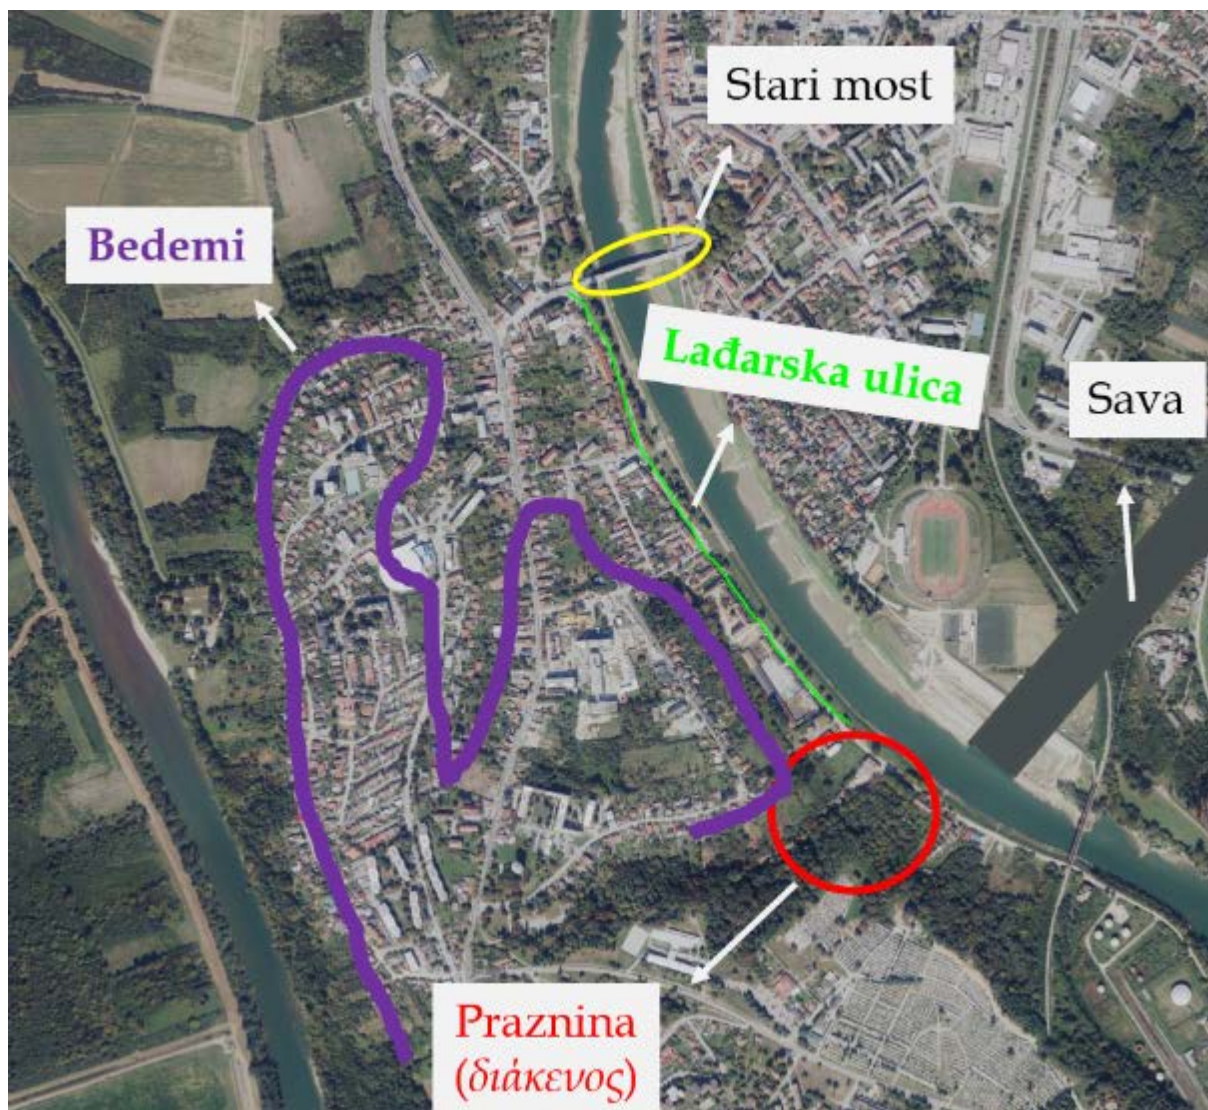 Stari most
Bedemi
Lađarska ulica
Sava
Praznina
(διάκενος)